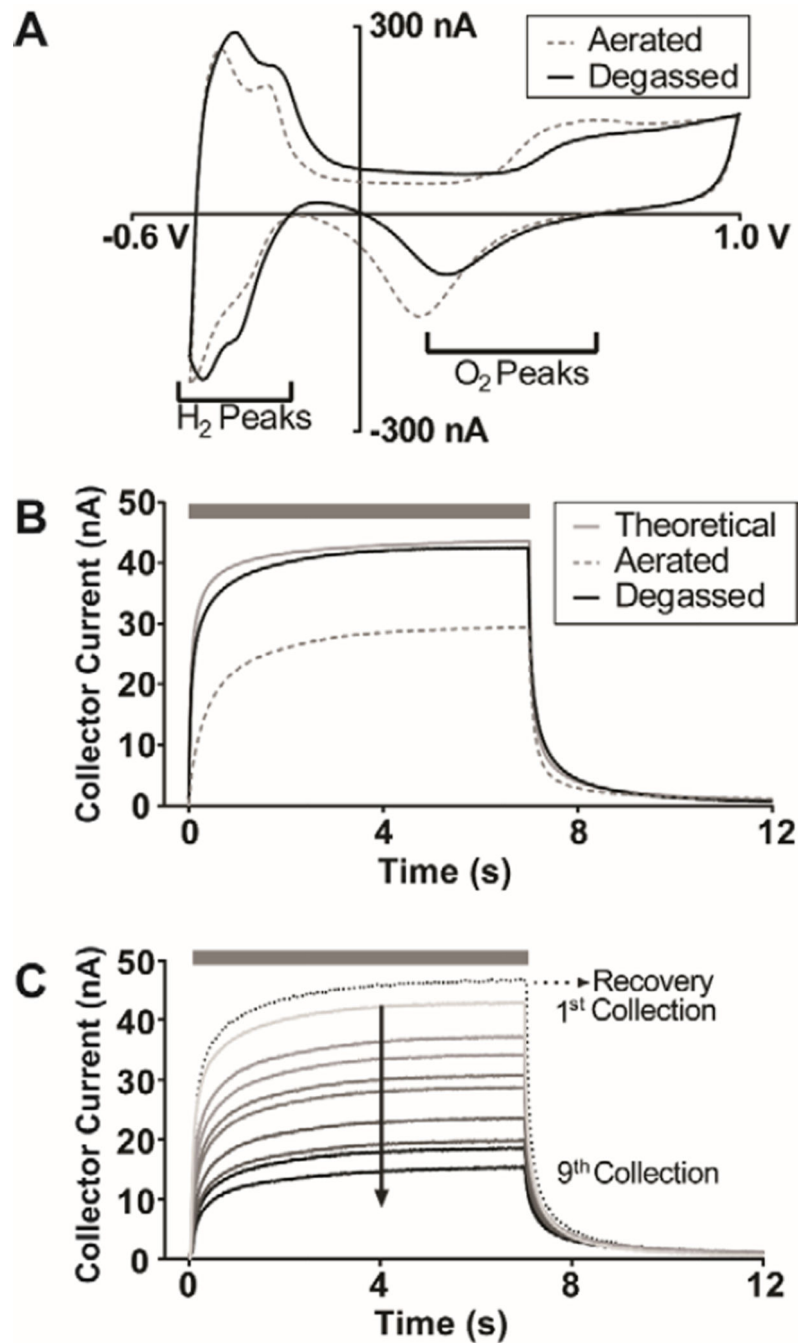 A
300 nA
Aerated
Degassed
-0.6 V
1.0 V
O2 Peaks
H2 Peaks
-300 nA
B
Collector Current (nA)
50
40
30
20
10
0
Theoretical
Aerated
Degassed
0
4
8
12
Time (s)
C
Collector Current (nA)
50
40
30
20
10
0
Recovery
1st Collection
9th Collection
0
4
8
12
Time (s)